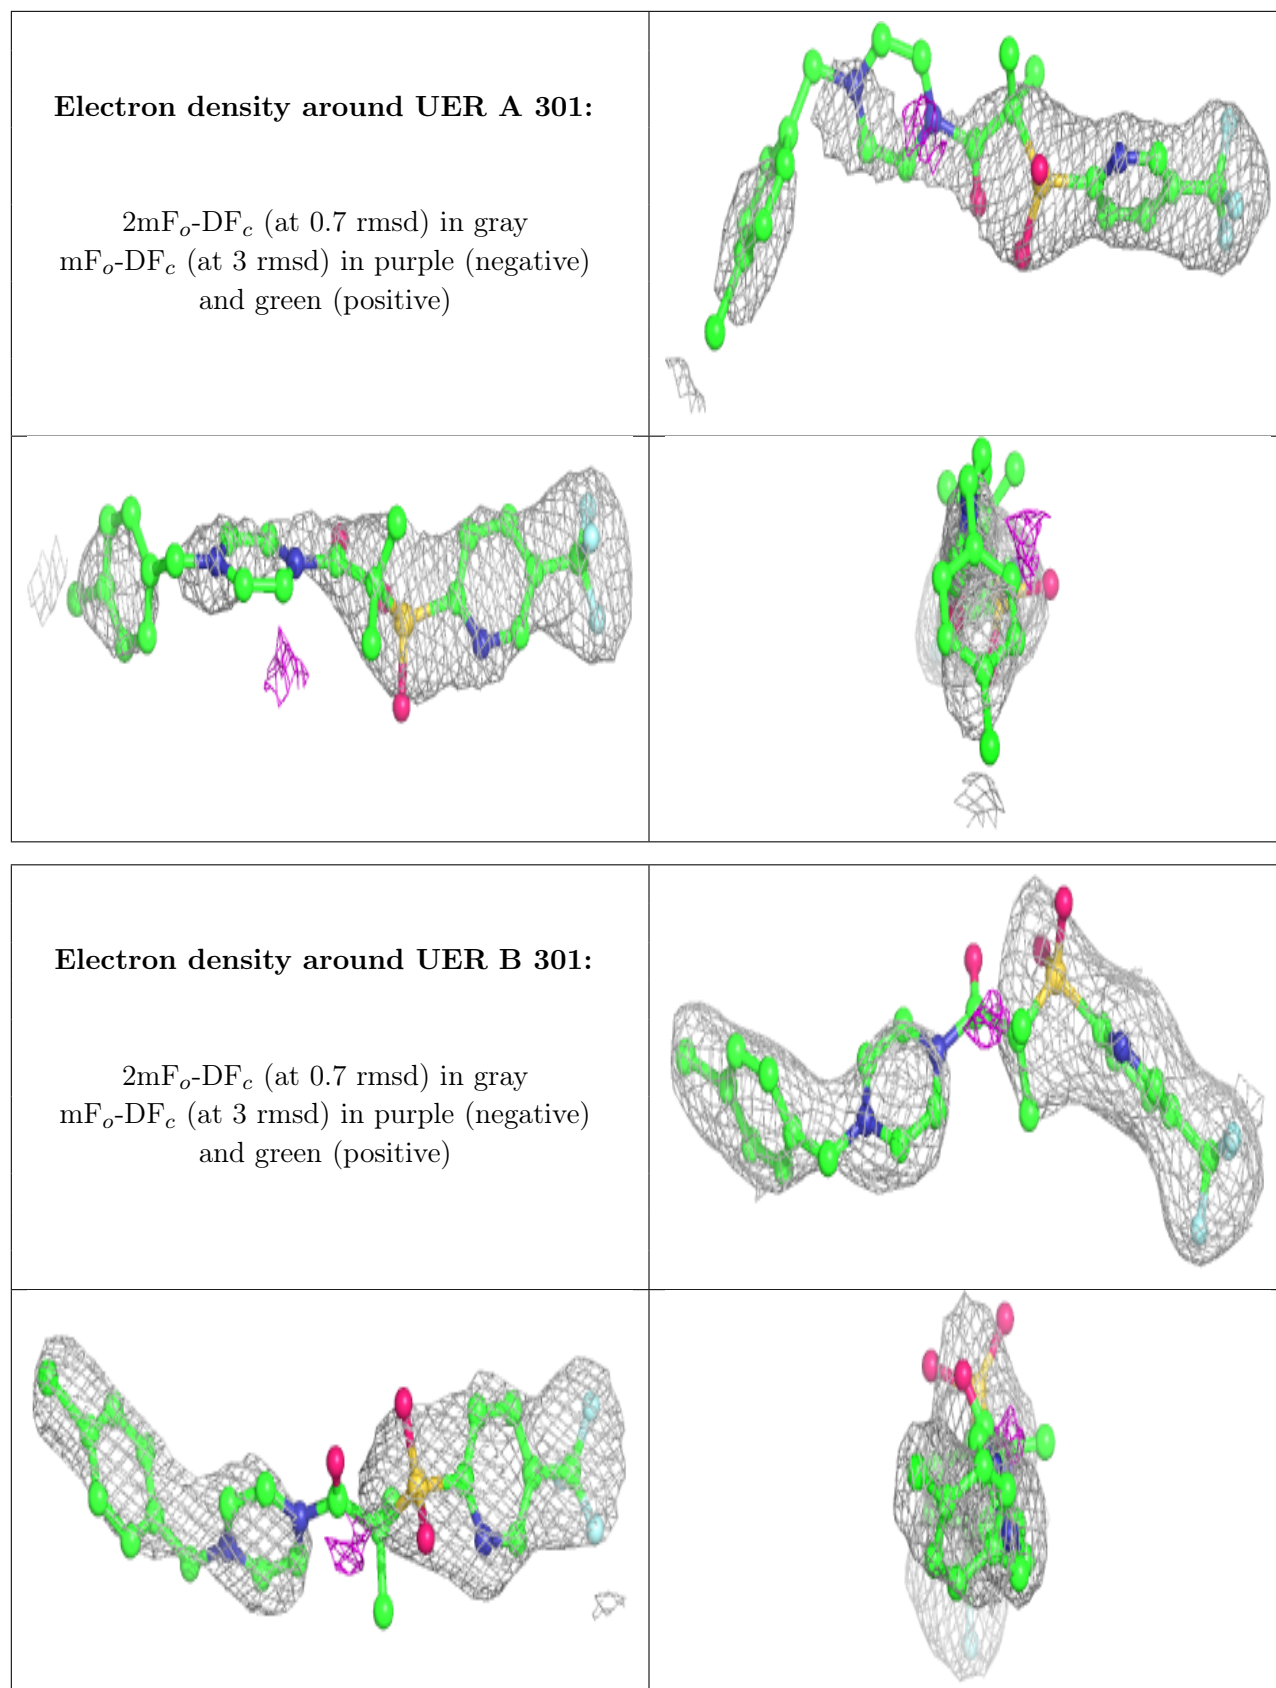 Electron density around UER A 301:
2mFo-DFc (at 0.7 rmsd) in gray
mFo-DFc (at 3 rmsd) in purple (negative)
and green (positive)
Electron density around UER B 301:
2mFo-DFc (at 0.7 rmsd) in gray
mFo-DFc (at 3 rmsd) in purple (negative)
and green (positive)